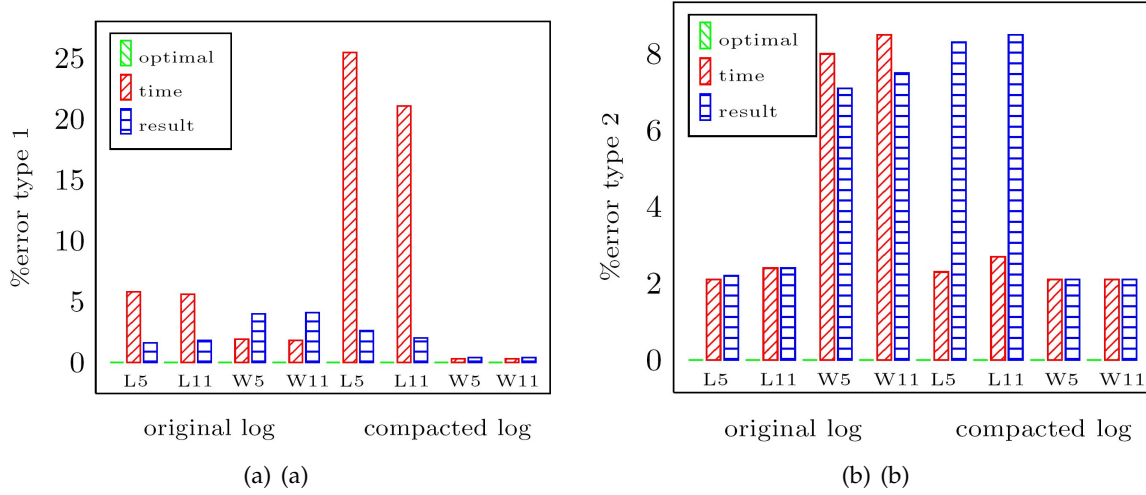 %error type 1
25
20
15
10
5
0
optimal
time
result
L5 L11 W5 W11 L5 L11 W5 W11
original log compacted log
(a) (a)
%error type 2
8
6
4
2
0
optimal
time
result
L5 L11 W5 W11 L5 L11 W5 W11
original log compacted log
(b) (b)